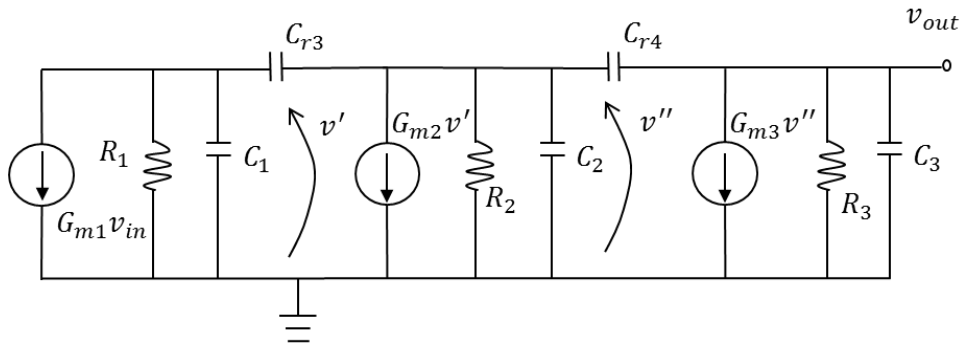 C_{r3}
C_{r4}
v_{out}
R_1
C_1
v'
G_{m2}v'
R_2
C_2
v''
G_{m3}v''
R_3
C_3
G_{m1}v_{in}